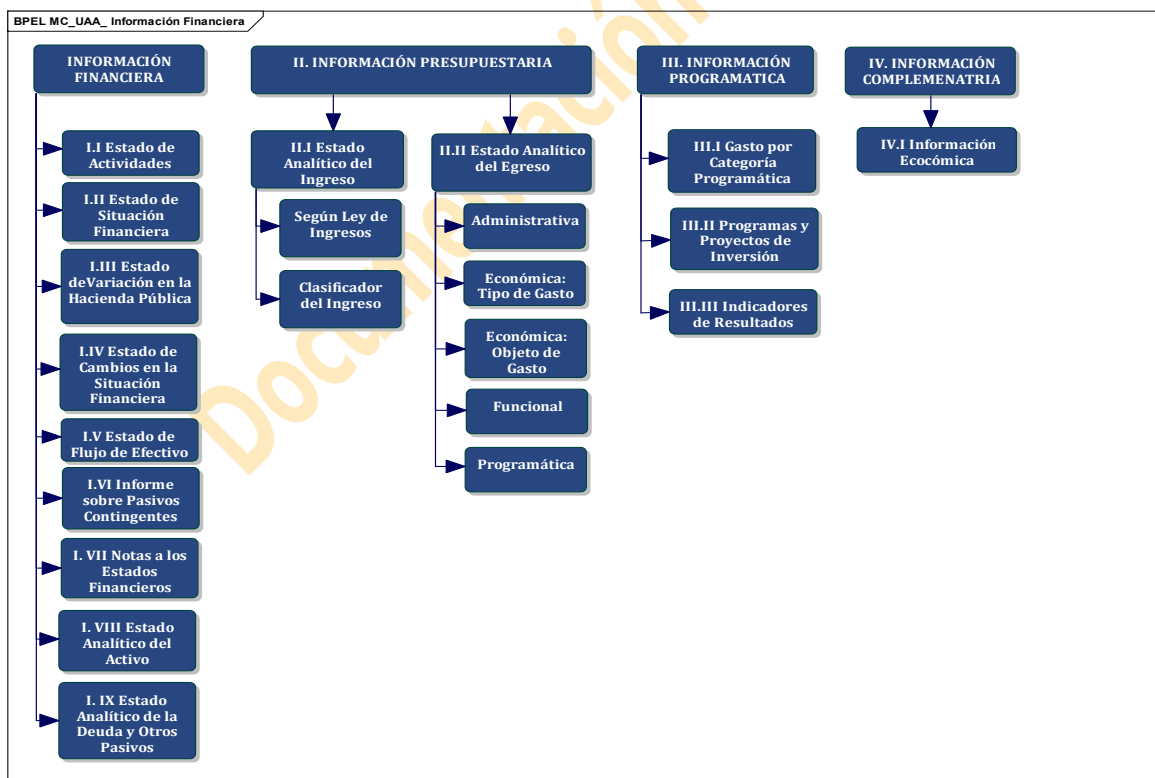 BPEL MC_UAA_ Información Financiera
INFORMACIÓN
FINANCIERA
I.I Estado de
Actividades
I.II Estado de
Situación
Financiera
I.III Estado
deVariación en la
Hacienda Pública
I.IV Estado de
Cambios en la
Situación
Financiera
I.V Estado de
Flujo de Efectivo
I.VI Informe
sobre Pasivos
Contingentes
I. VII Notas a los
Estados
Financieros
I. VIII Estado
Analítico del
Activo
I. IX Estado
Analítico de la
Deuda y Otros
Pasivos
II. INFORMACIÓN PRESUPUESTARIA
II.I Estado
Analítico del
Ingreso
Según Ley de
Ingresos
Clasificador
del Ingreso
II.II Estado Analítico
del Egreso
Administrativa
Económica:
Tipo de Gasto
Económica:
Objeto de
Gasto
Funcional
Programática
III. INFORMACIÓN
PROGRAMATICA
III.I Gasto por
Categoría
Programática
III.II Programas y
Proyectos de
Inversión
III.III Indicadores
de Resultados
IV. INFORMACIÓN
COMPLEMENATRIA
IV.I Información
Ecocómica
Documentación